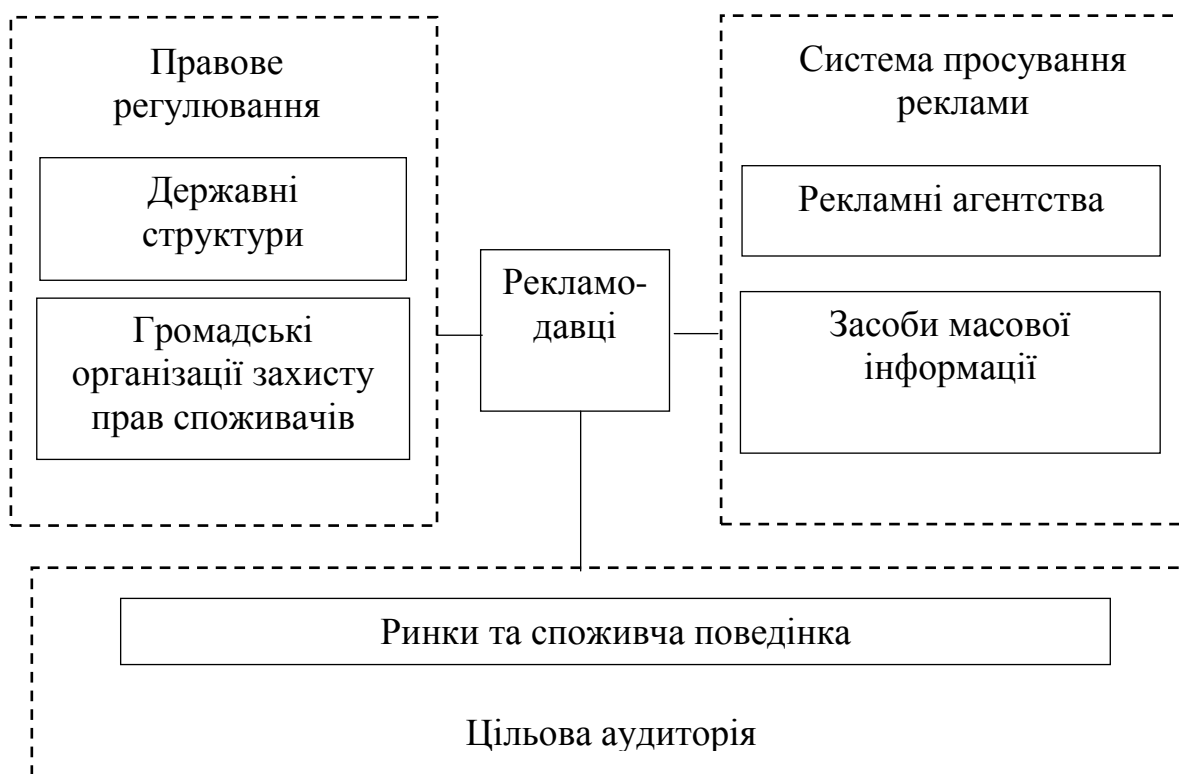 Правове
регулювання
Державні
структури
Громадські
організації захисту
прав споживачів
Рекламо-
давці
Система просування
реклами
Рекламні агентства
Засоби масової
інформації
Ринки та споживча поведінка
Цільова аудиторія